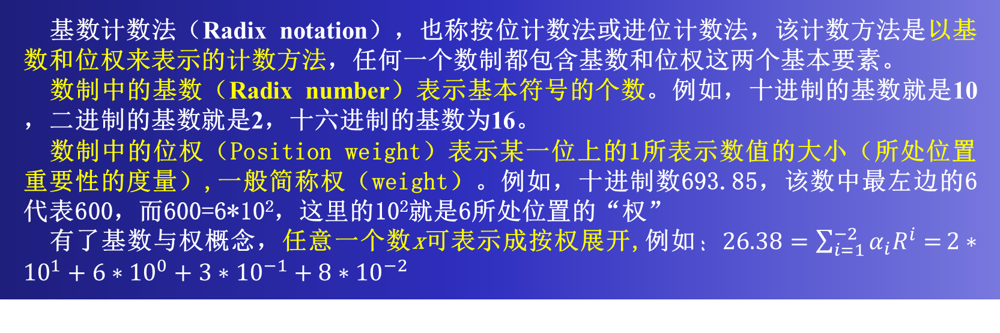 基数计数法（Radix notation），也称按位计数法或进位计数法，该计数方法是以基
数和位权来表示的计数方法，任何一个数制都包含基数和位权这两个基本要素。
数制中的基数（Radix number）表示基本符号的个数。例如，十进制的基数就是10
，二进制的基数就是2，十六进制的基数为16。
数制中的位权（Position weight）表示某一位上的1所表示数值的大小（所处位置
重要性的度量）,一般简称权（weight）。例如，十进制数693.85，该数中最左边的6
代表600，而600=6*10²，这里的10²就是6所处位置的“权”
有了基数与权概念，任意一个数x可表示成按权展开,例如：26.38 = ∑_{i=1}^{−2} α_i R^i = 2 *
10¹ + 6 * 10⁰ + 3 * 10⁻¹ + 8 * 10⁻²